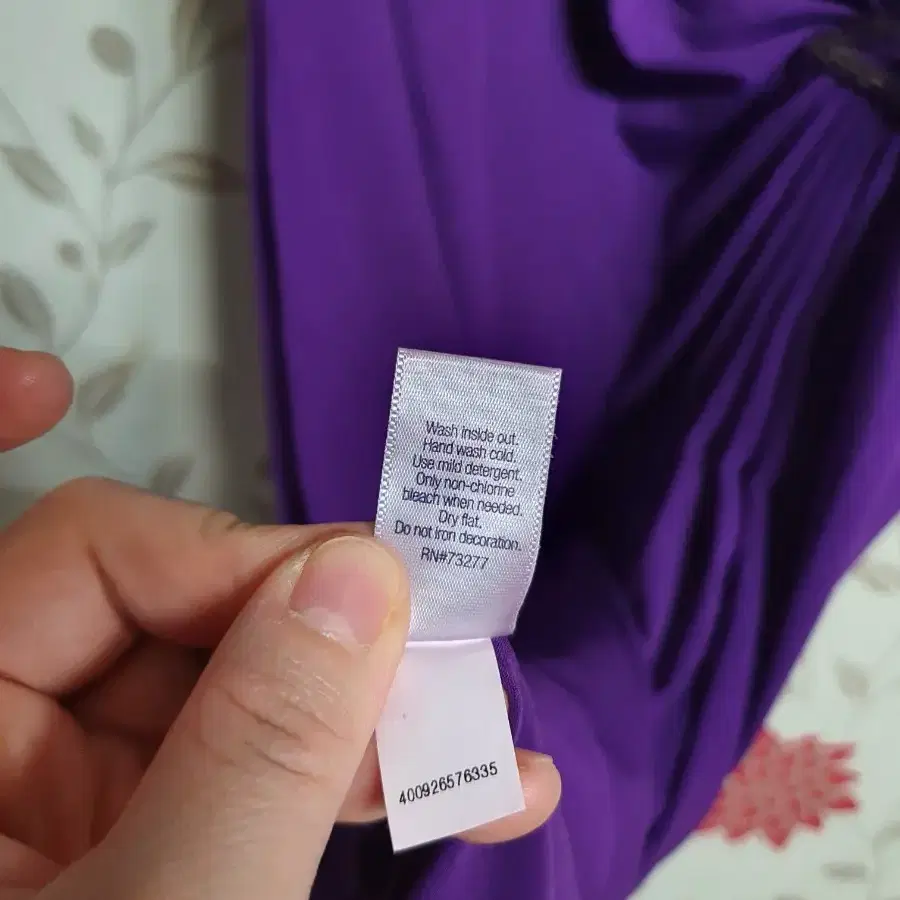 Wash inside out.
Hand wash cold.
Use mild detergent.
Only non-chlorine
bleach when needed.
Dry flat.
Do not iron decoration.
RN#73277
400926576335